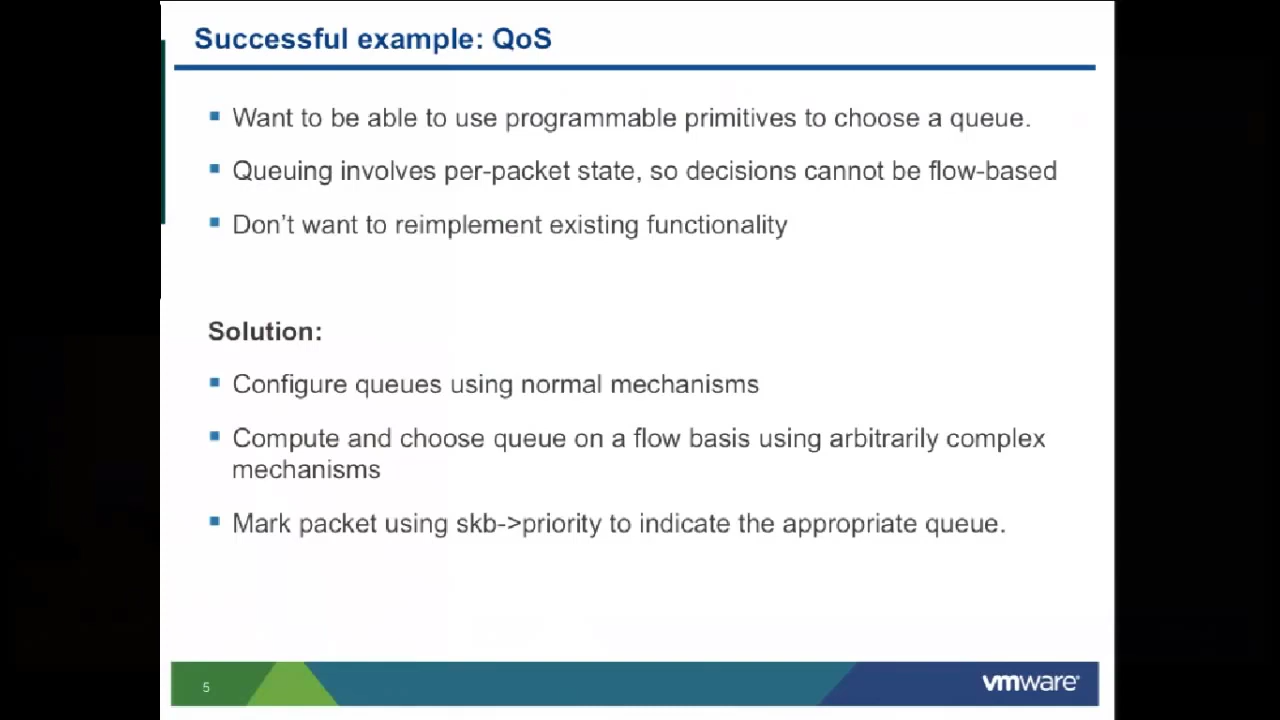 Successful example: QoS
Want to be able to use programmable primitives to choose a queue.
Queuing involves per-packet state, so decisions cannot be flow-based
Don't want to reimplement existing functionality
Solution:
Configure queues using normal mechanisms
Compute and choose queue on a flow basis using arbitrarily complex
mechanisms
Mark packet using skb->priority to indicate the appropriate queue.
5
vmware®